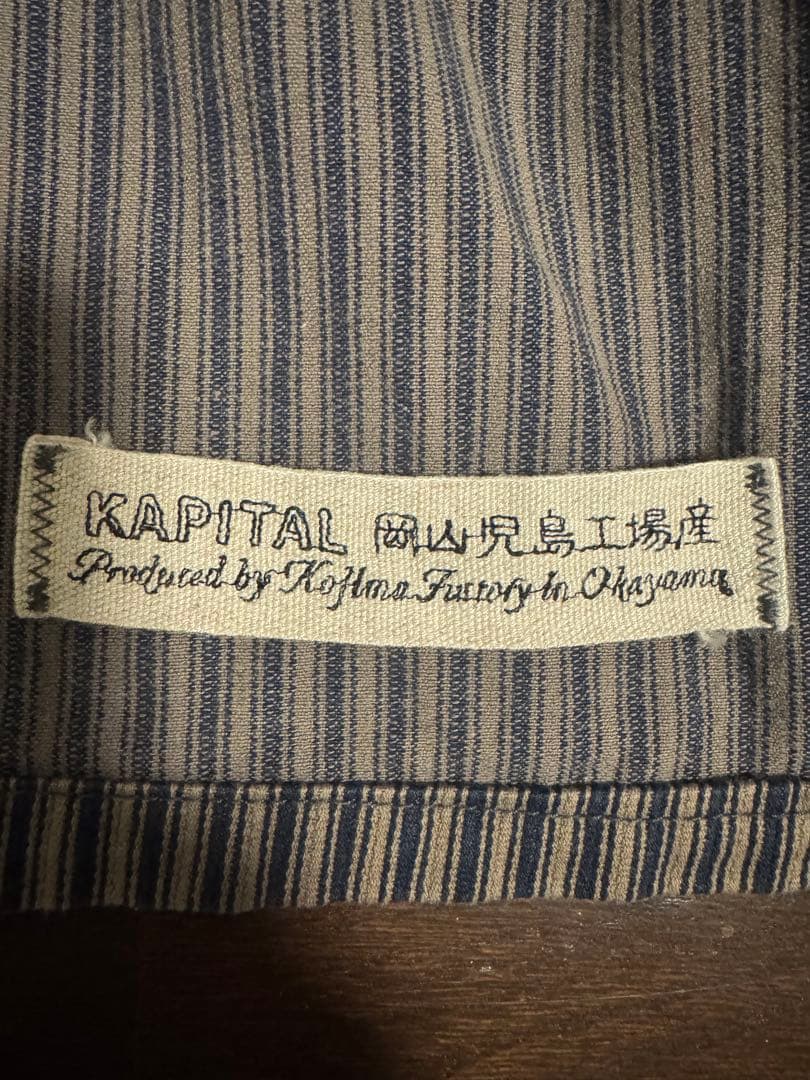 KAPITAL 岡山児島工場産
Produced by Kojima Factory in Okayama